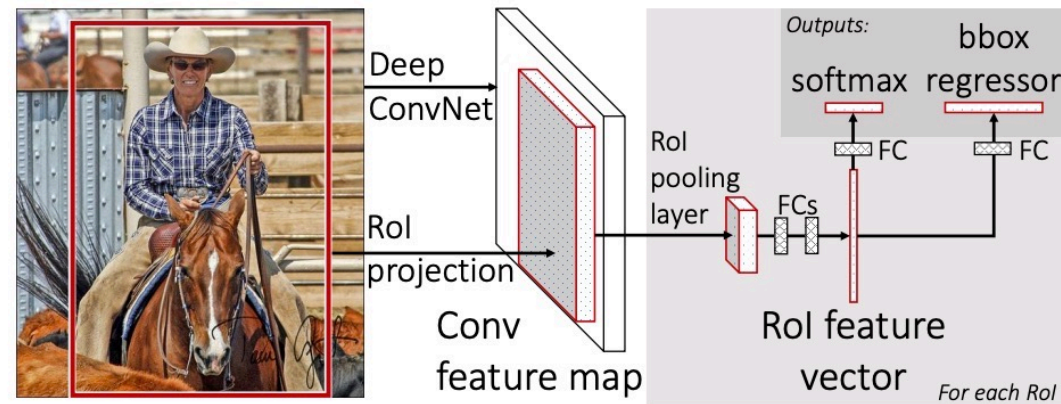 Deep
ConvNet
RoI
projection
Conv
feature map
RoI
pooling
layer
FCs
RoI feature
vector
For each RoI
Outputs:
softmax
bbox
regressor
FC
FC